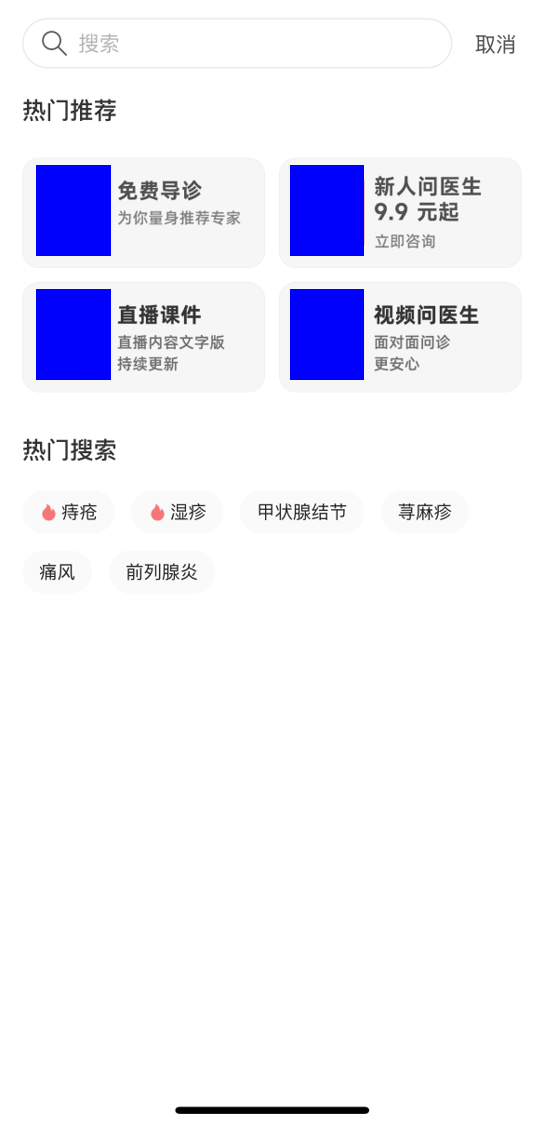 搜索
取消
热门推荐
免费导诊
为你量身推荐专家
新人问医生
9.9 元起
立即咨询
直播课件
直播内容文字版
持续更新
视频问医生
面对面问诊
更安心
热门搜索
痔疮
湿疹
甲状腺结节
荨麻疹
痛风
前列腺炎